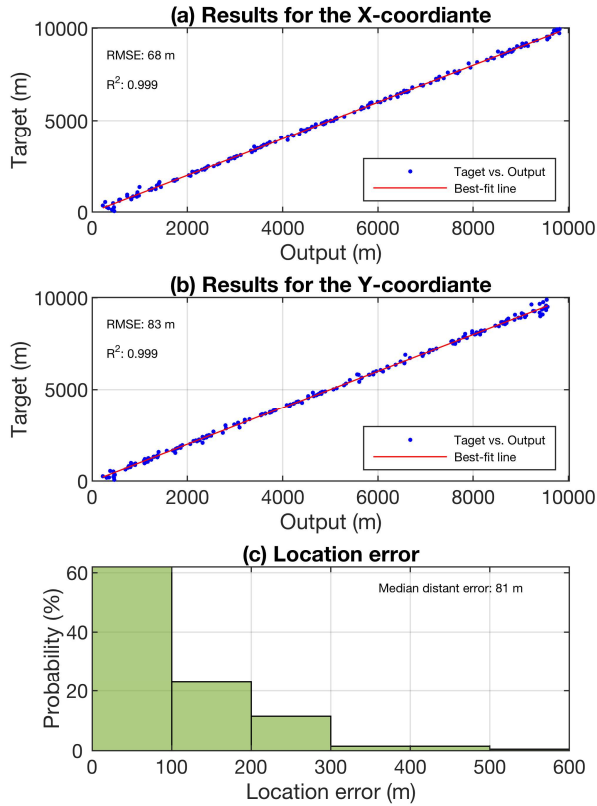 (a) Results for the X-coordiante
10000
RMSE: 68 m
R²: 0.999
Target (m)
5000
Taget vs. Output
Best-fit line
0
0 2000 4000 6000 8000 10000
Output (m)
(b) Results for the Y-coordiante
10000
RMSE: 83 m
R²: 0.999
Target (m)
5000
Taget vs. Output
Best-fit line
0
0 2000 4000 6000 8000 10000
Output (m)
(c) Location error
60
Median distant error: 81 m
Probability (%)
40
20
0
0 100 200 300 400 500 600
Location error (m)